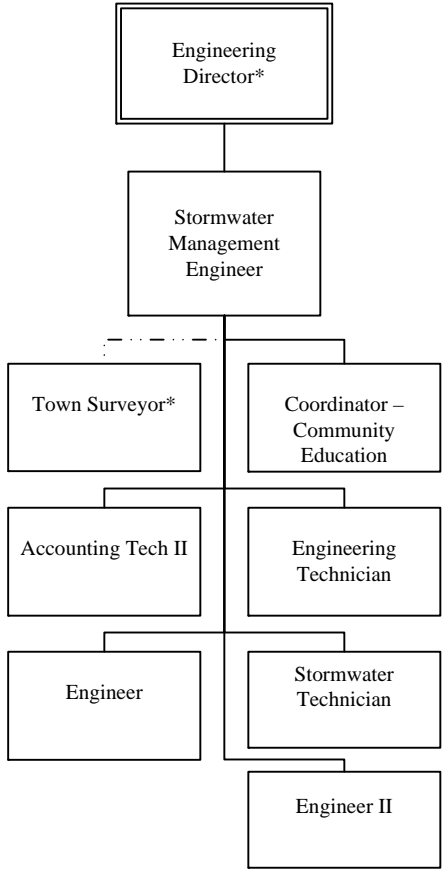 Engineering
Director*
Stormwater
Management
Engineer
Town Surveyor*
Coordinator –
Community
Education
Accounting Tech II
Engineering
Technician
Engineer
Stormwater
Technician
Engineer II